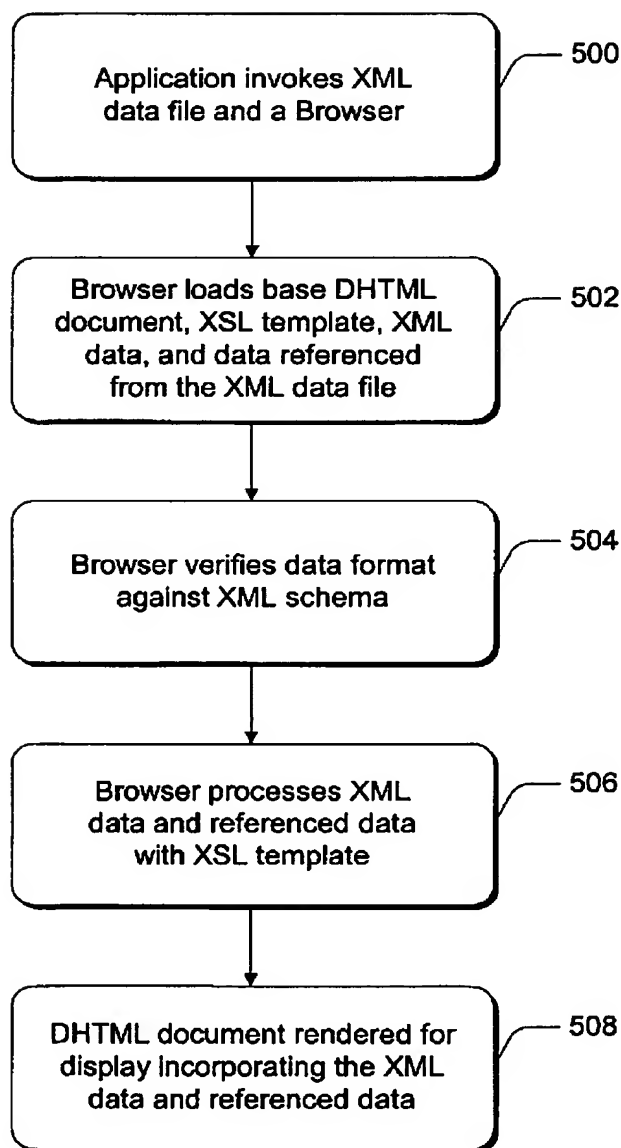 Application invokes XML
data file and a Browser
500
Browser loads base DHTML
document, XSL template, XML
data, and data referenced
from the XML data file
502
Browser verifies data format
against XML schema
504
Browser processes XML
data and referenced data
with XSL template
506
DHTML document rendered for
display incorporating the XML
data and referenced data
508